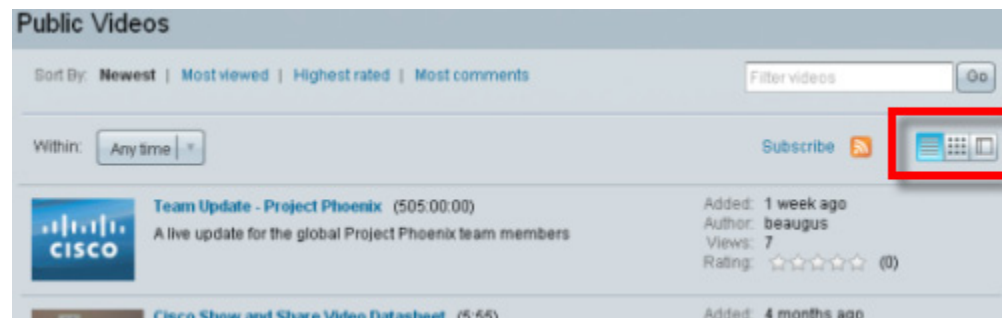 Public Videos
Sort By: Newest | Most viewed | Highest rated | Most comments
Filter videos
Go
Within: Any time
Subscribe
CISCO
Team Update - Project Phoenix (505:00:00)
A live update for the global Project Phoenix team members
Added: 1 week ago
Author: beaugus
Views: 7
Rating: (0)
Cisco Show and Share Video Datasheet (5:55)
Added: 4 months ago